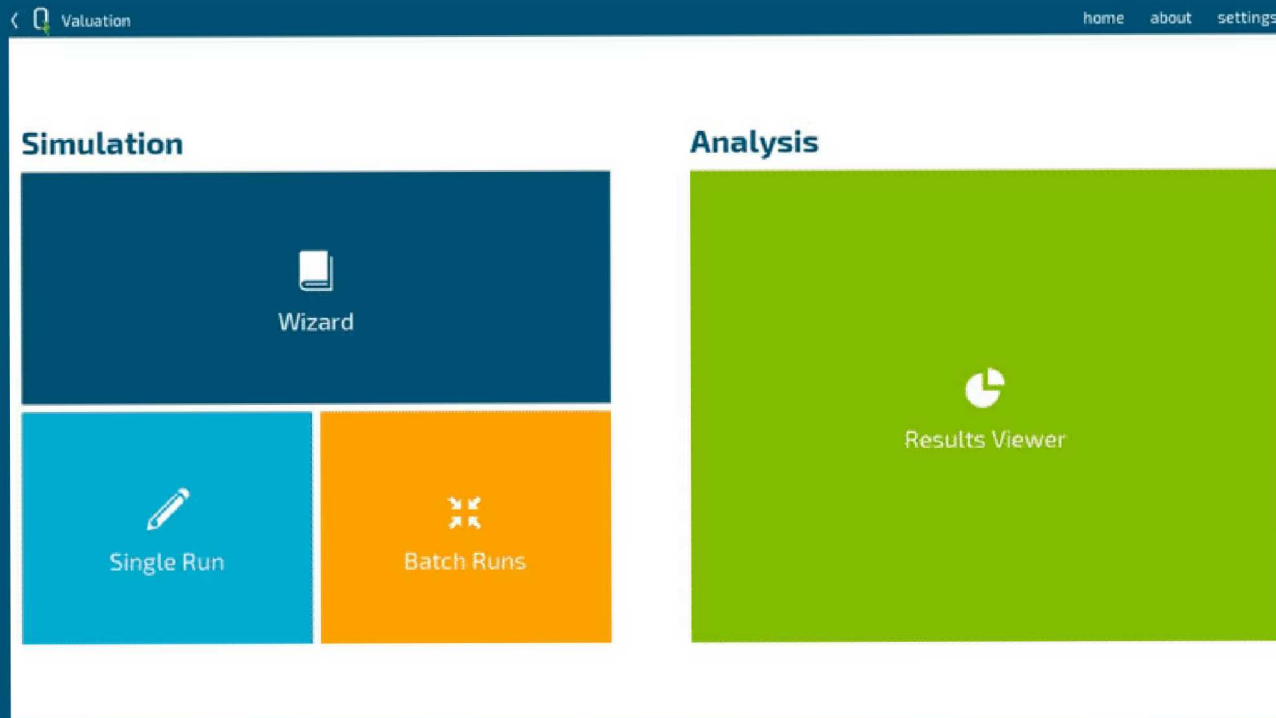 Valuation
home about settings
Simulation
Wizard
Single Run
Batch Runs
Analysis
Results Viewer